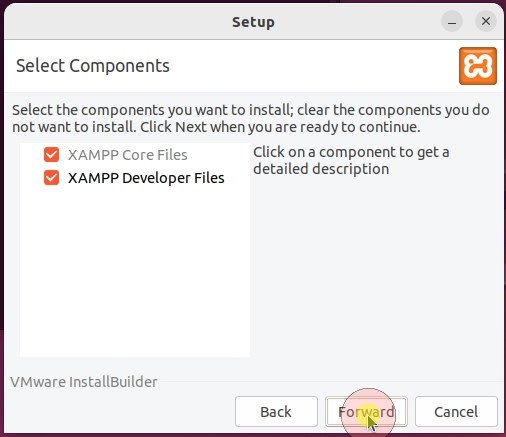 Setup
Select Components
Select the components you want to install; clear the components you do
not want to install. Click Next when you are ready to continue.
XAMPP Core Files
XAMPP Developer Files
Click on a component to get a
detailed description
VMware InstallBuilder
Back
Forward
Cancel